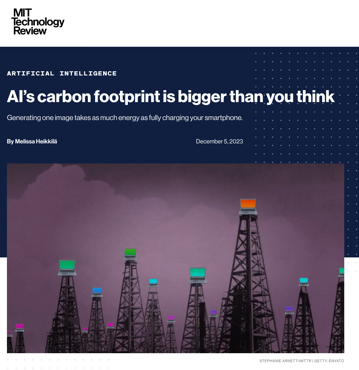 MIT
Technology
Review
ARTIFICIAL INTELLIGENCE
AI's carbon footprint is bigger than you think
Generating one image takes as much energy as fully charging your smartphone.
By Melissa Heikkilä
December 5, 2023
STEPHANIE ARNETT/MITTR | GETTY, ENVATO